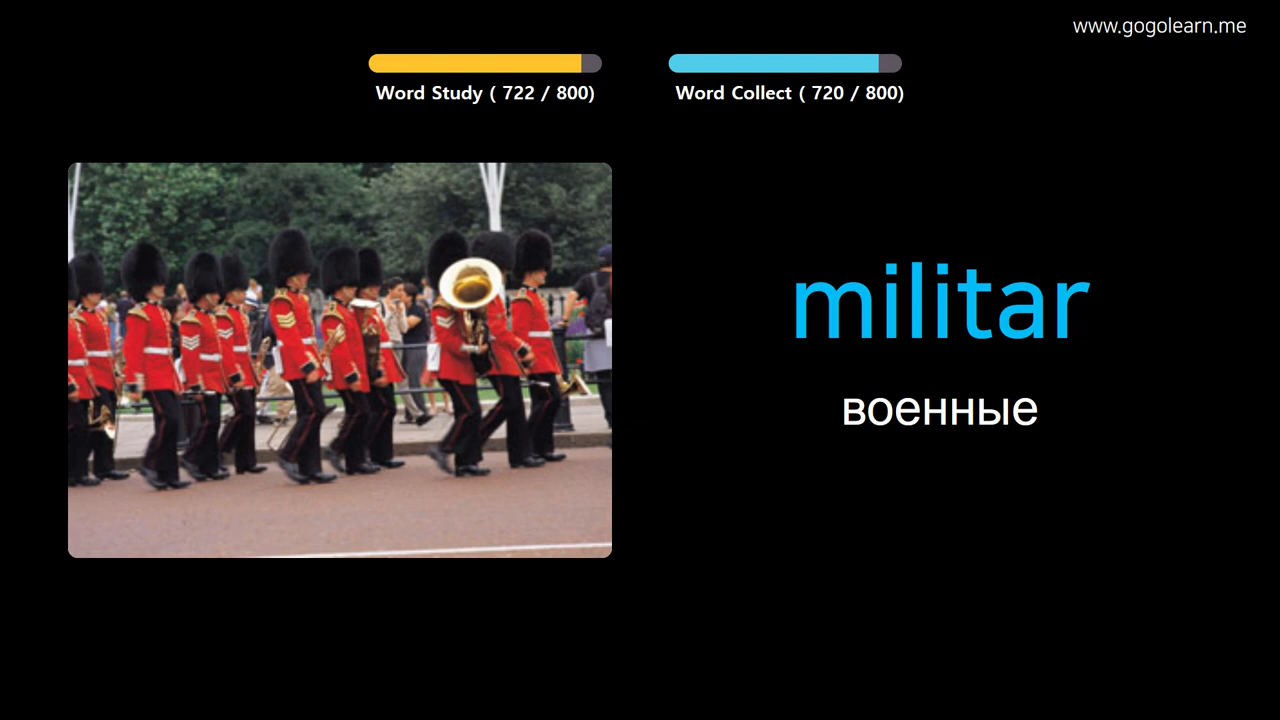 www.gogolearn.me
Word Study ( 722 / 800)
Word Collect ( 720 / 800)
militar
военные